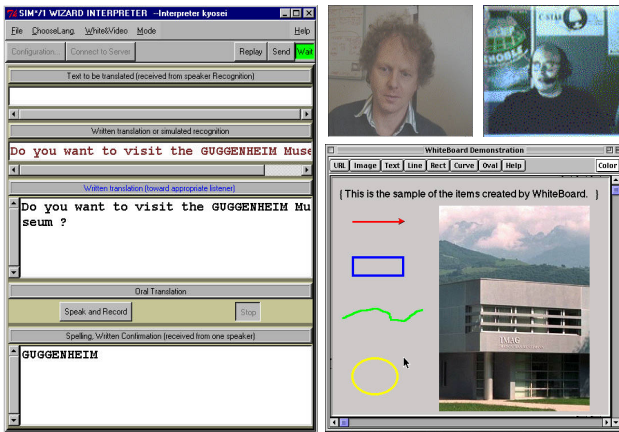 SIM*/1 WIZARD INTERPRETER --Interpreter kyosei
File ChooseLang. White&Video Mode Help
Configuration... Connect to Server Replay Send Wait
Text to be translated (received from speaker Recognition)
Written translation or simulated recognition
Do you want to visit the GUGGENHEIM Muse
Written translation (toward appropriate listener)
Do you want to visit the GUGGENHEIM Mu
seum ?
Oral Translation
Speak and Record Stop
Spelling, Written Confirmation (received from one speaker)
GUGGENHEIM
C-STAR
NOBLE
WhiteBoard Demonstration
URL Image Text Line Rect Curve Oval Help Color
{ This is the sample of the items created by WhiteBoard. }
IMAG